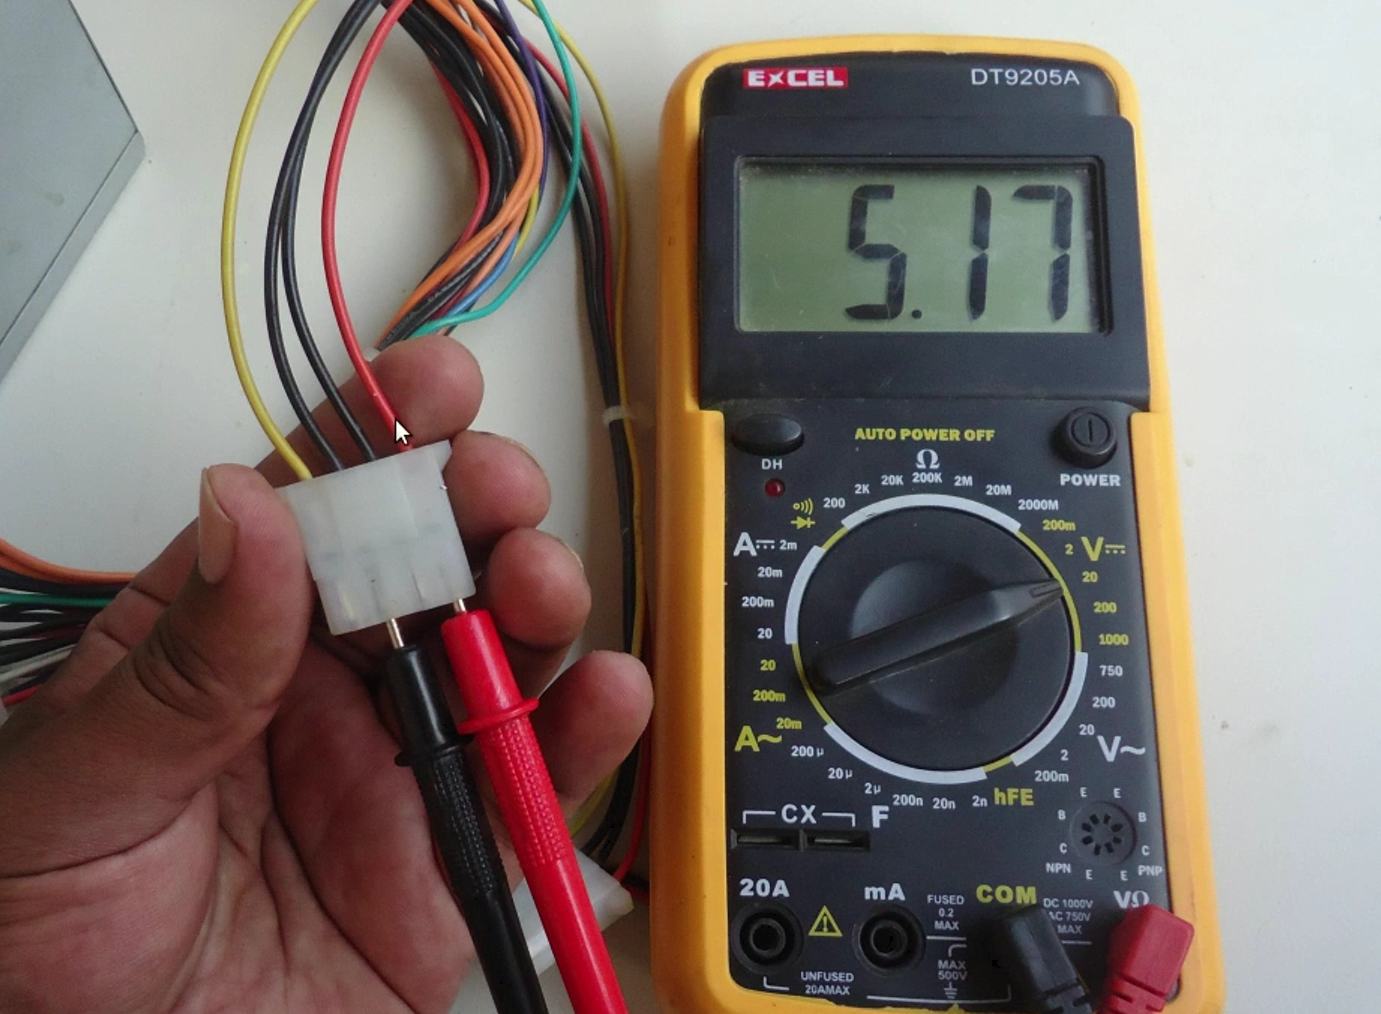 EXCEL
DT9205A
5.17
DH
AUTO POWER OFF
POWER
Ω
200 2K 20K 200K 2M 20M 2000M
A 2m
20m
200m
20
20
200m
20m
A~
200m
2 V
20
200
1000
750
200
20 V~
2
200m
200µ
20µ
2µ
200n
20n
2n
hFE
CX F
E E
B B
C C
NPN E E PNP
20A
mA
FUSED
0.2
MAX
COM
DC 1000V
AC 750V
MAX
VΩ
UNFUSED
20AMAX
MAX
500V